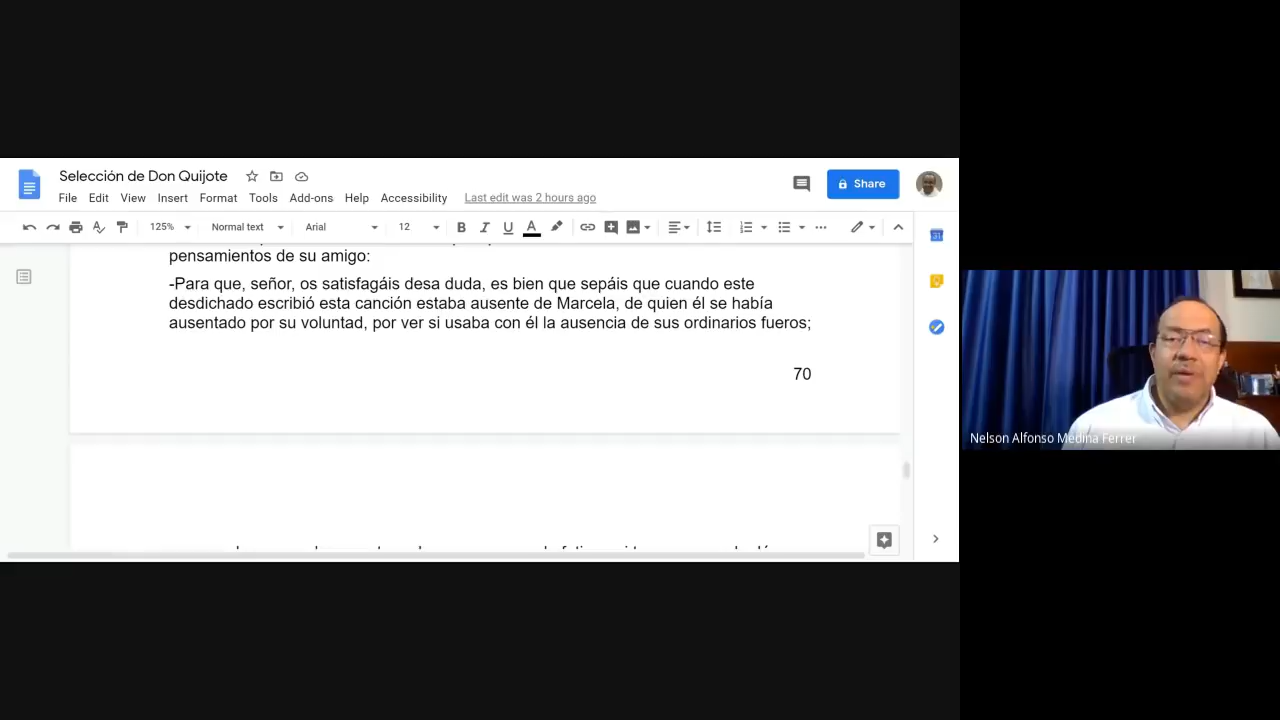 Selección de Don Quijote
Share
File Edit View Insert Format Tools Add-ons Help Accessibility Last edit was 2 hours ago
125% Normal text Arial 12 B I U A
31
pensamientos de su amigo:
-Para que, señor, os satisfagáis desa duda, es bien que sepáis que cuando este
desdichado escribió esta canción estaba ausente de Marcela, de quien él se había
ausentado por su voluntad, por ver si usaba con él la ausencia de sus ordinarios fueros;
70
Nelson Alfonso Medina Ferrer